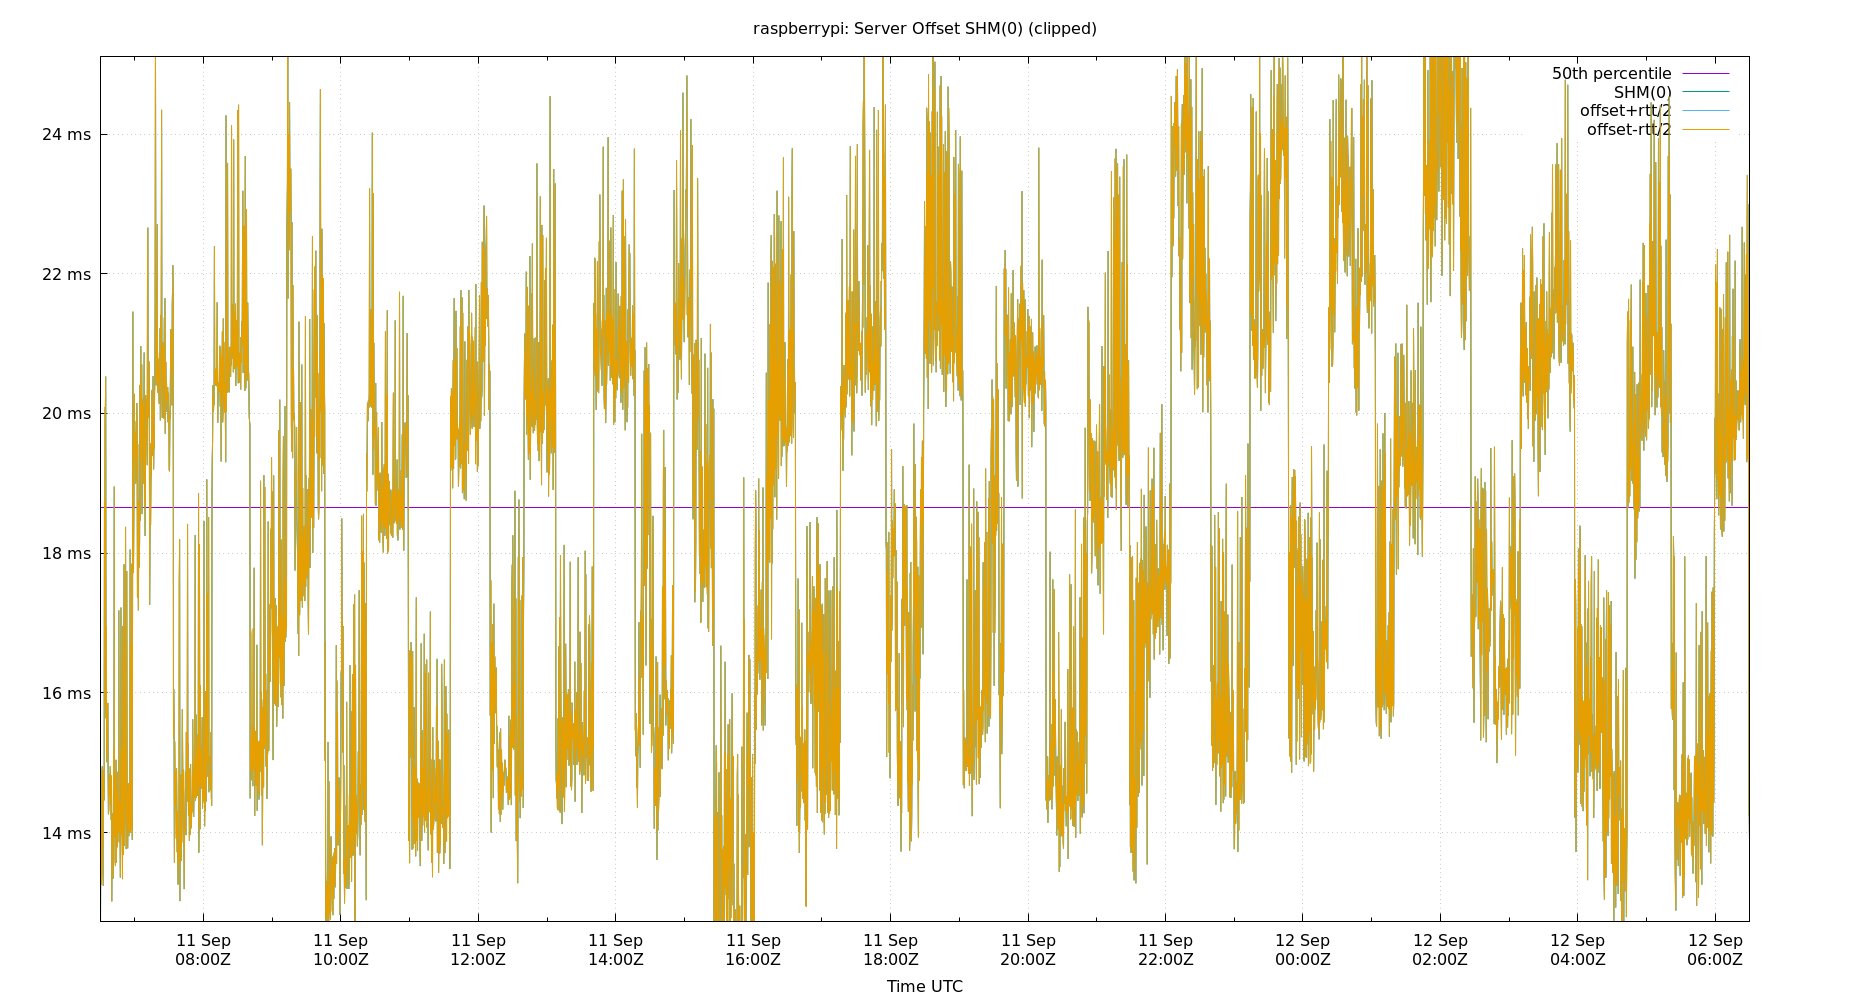 raspberrypi: Server Offset SHM(0) (clipped)
50th percentile
SHM(0)
offset+rtt/2
offset-rtt/2
24 ms
22 ms
20 ms
18 ms
16 ms
14 ms
11 Sep 11 Sep 11 Sep 11 Sep 11 Sep 11 Sep 11 Sep 11 Sep 12 Sep 12 Sep 12 Sep 12 Sep
08:00Z 10:00Z 12:00Z 14:00Z 16:00Z 18:00Z 20:00Z 22:00Z 00:00Z 02:00Z 04:00Z 06:00Z
Time UTC